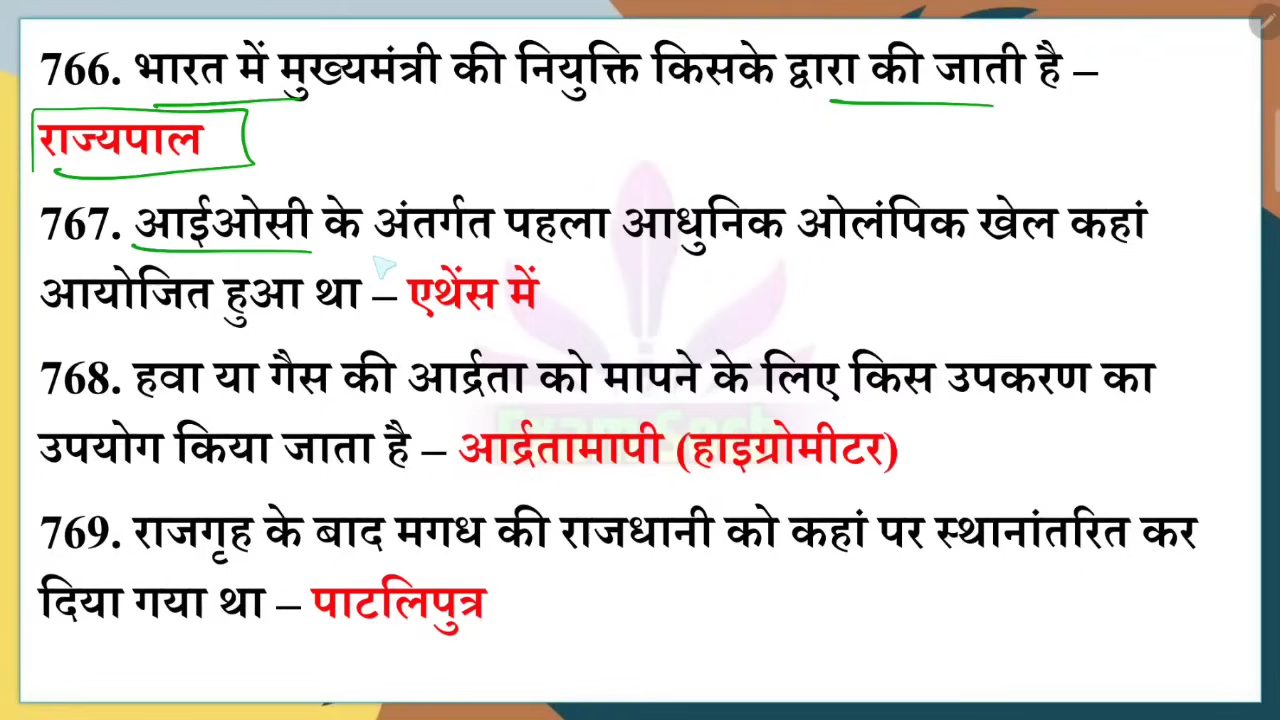 766. भारत में मुख्यमंत्री की नियुक्ति किसके द्वारा की जाती है –
राज्यपाल
767. आईओसी के अंतर्गत पहला आधुनिक ओलंपिक खेल कहां
आयोजित हुआ था – एथेंस में
768. हवा या गैस की आर्द्रता को मापने के लिए किस उपकरण का
उपयोग किया जाता है – आर्द्रतामापी (हाइग्रोमीटर)
769. राजगृह के बाद मगध की राजधानी को कहां पर स्थानांतरित कर
दिया गया था – पाटलिपुत्र